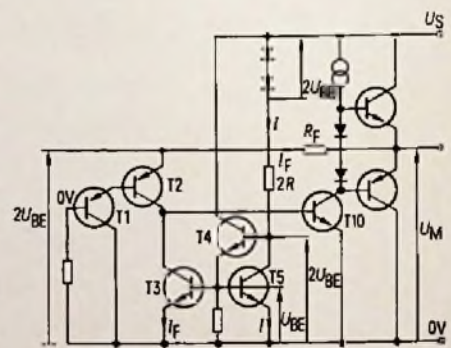 U_S
2U_BE
I
R_F
I_F
2R
T2
0V
T1
T10
T4
2U_BE
U_M
T3
T5
2U_BE
U_BE
I_F
I
0V